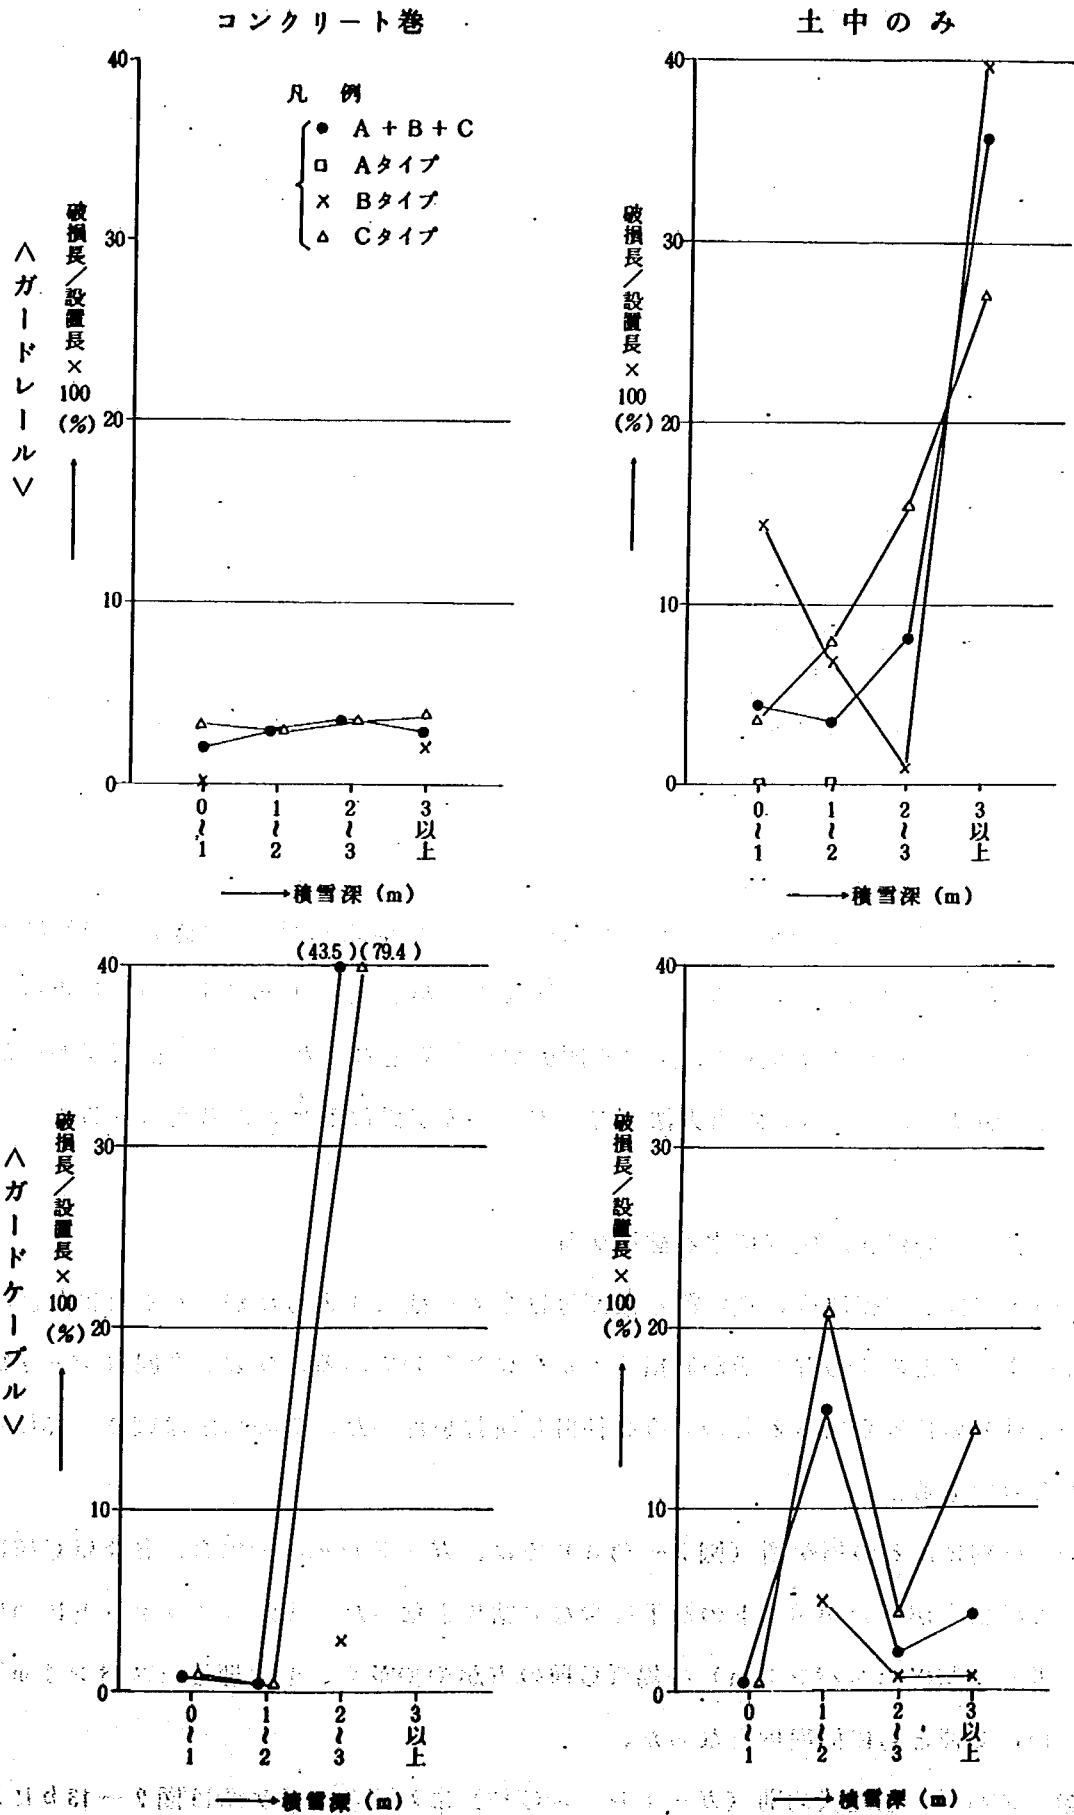 コンクリート巻
土中のみ
<ガードレール>
破損長/設置長×100(%)
40
30
20
10
0
凡例
● A + B + C
□ Aタイプ
× Bタイプ
△ Cタイプ
0~1
1~2
2~3
3以上
→積雪深(m)
破損長/設置長×100(%)
40
30
20
10
0
0~1
1~2
2~3
3以上
→積雪深(m)
<ガードケーブル>
破損長/設置長×100(%)
(43.5)(79.4)
40
30
20
10
0
0~1
1~2
2~3
3以上
→積雪深(m)
破損長/設置長×100(%)
40
30
20
10
0
0~1
1~2
2~3
3以上
→積雪深(m)